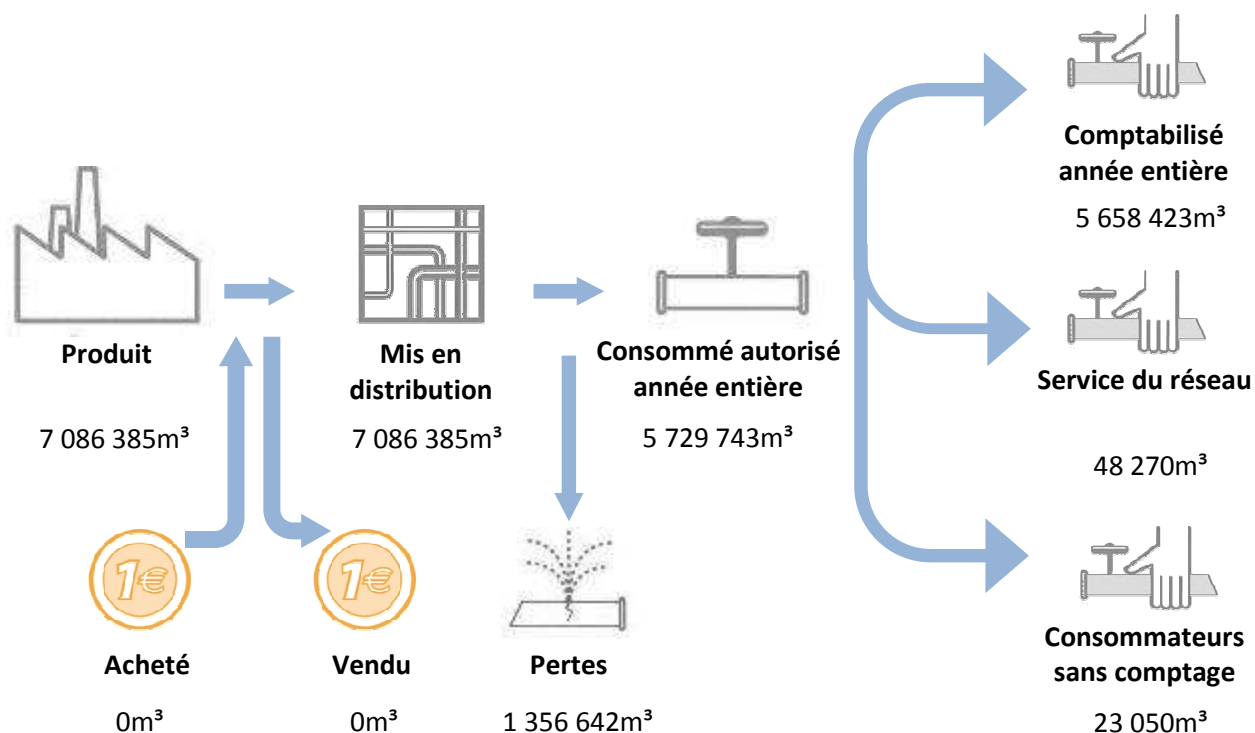 Produit
7 086 385m³
Acheté
0m³
Vendu
0m³
Mis en
distribution
7 086 385m³
Pertes
1 356 642m³
Consommé autorisé
année entière
5 729 743m³
Comptabilisé
année entière
5 658 423m³
Service du réseau
48 270m³
Consommateurs
sans comptage
23 050m³
1€
1€